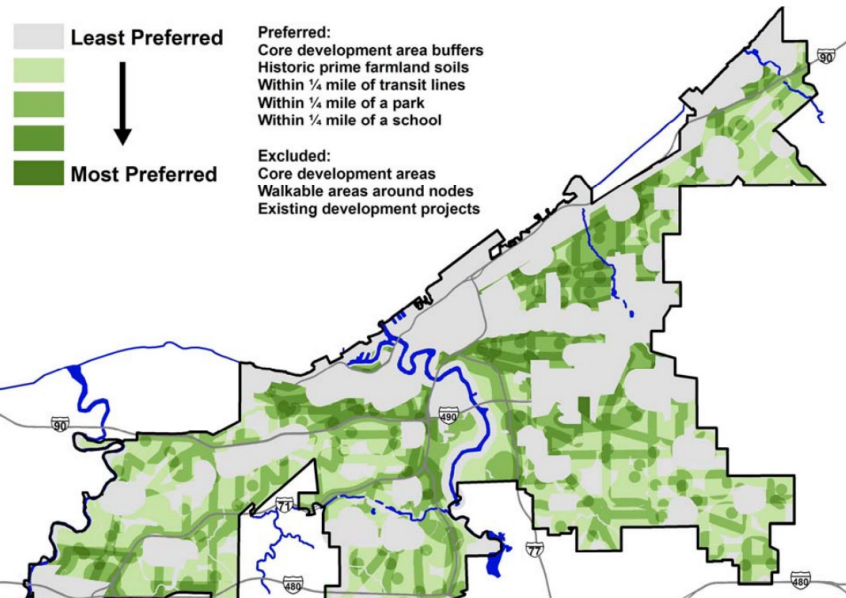 Least Preferred
Most Preferred
Preferred:
Core development area buffers
Historic prime farmland soils
Within ¼ mile of transit lines
Within ¼ mile of a park
Within ¼ mile of a school
Excluded:
Core development areas
Walkable areas around nodes
Existing development projects
90
90
490
71
77
480
480